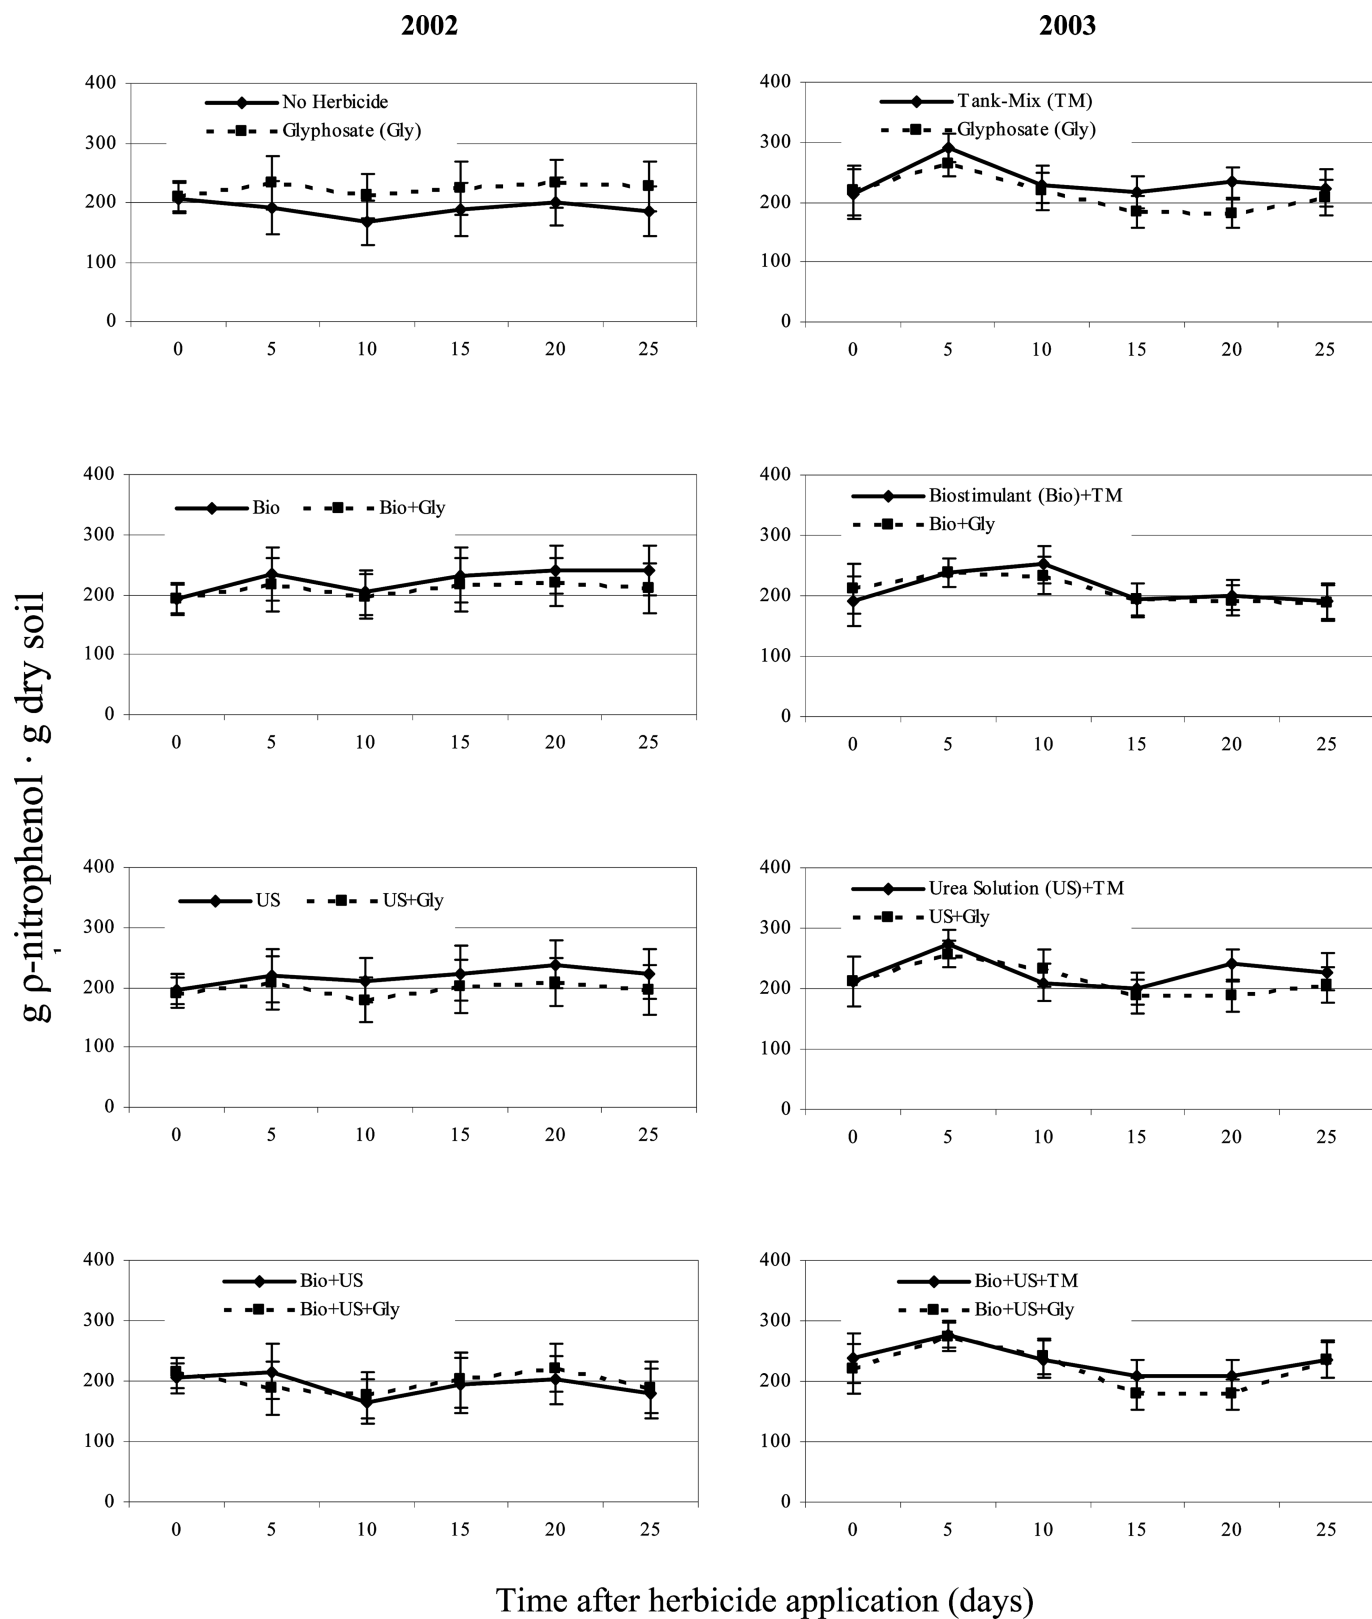 2002
2003
400
300
200
100
0
No Herbicide
Glyphosate (Gly)
0 5 10 15 20 25
400
300
200
100
0
Tank-Mix (TM)
Glyphosate (Gly)
0 5 10 15 20 25
400
300
200
100
0
Bio Bio+Gly
0 5 10 15 20 25
400
300
200
100
0
Biostimulant (Bio)+TM
Bio+Gly
0 5 10 15 20 25
400
300
200
100
0
US US+Gly
0 5 10 15 20 25
400
300
200
100
0
Urea Solution (US)+TM
US+Gly
0 5 10 15 20 25
400
300
200
100
0
Bio+US
Bio+US+Gly
0 5 10 15 20 25
400
300
200
100
0
Bio+US+TM
Bio+US+Gly
0 5 10 15 20 25
g ρ-nitrophenol · g dry soil
Time after herbicide application (days)